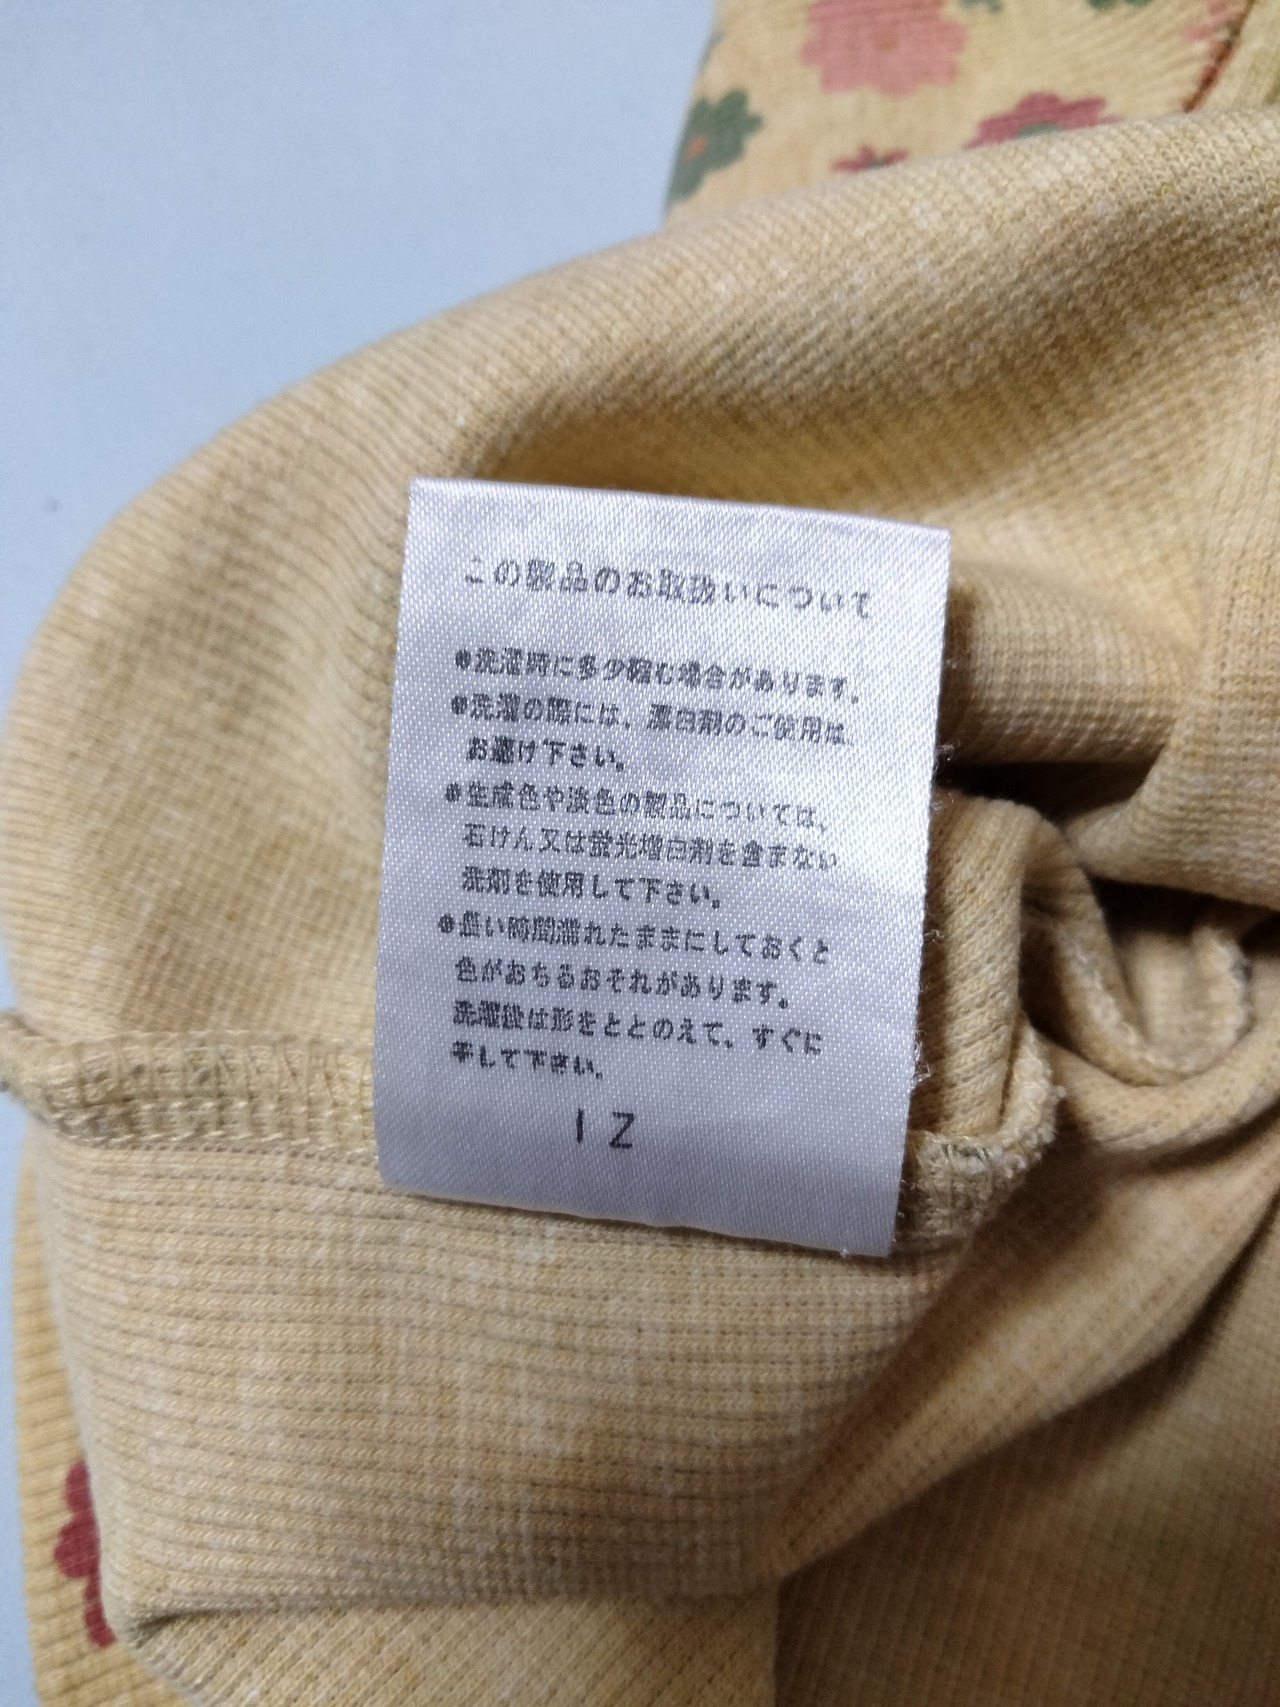 この製品のお取扱いについて
●洗濯時に多少縮む場合があります。
●洗濯の際には、漂白剤のご使用は
お避け下さい。
●生成色や淡色の製品については、
石けん又は蛍光増白剤を含まない
洗剤を使用して下さい。
●長い時間濡れたままにしておくと
色がおちるおそれがあります。
洗濯後は形をととのえて、すぐに
干して下さい。
IZ